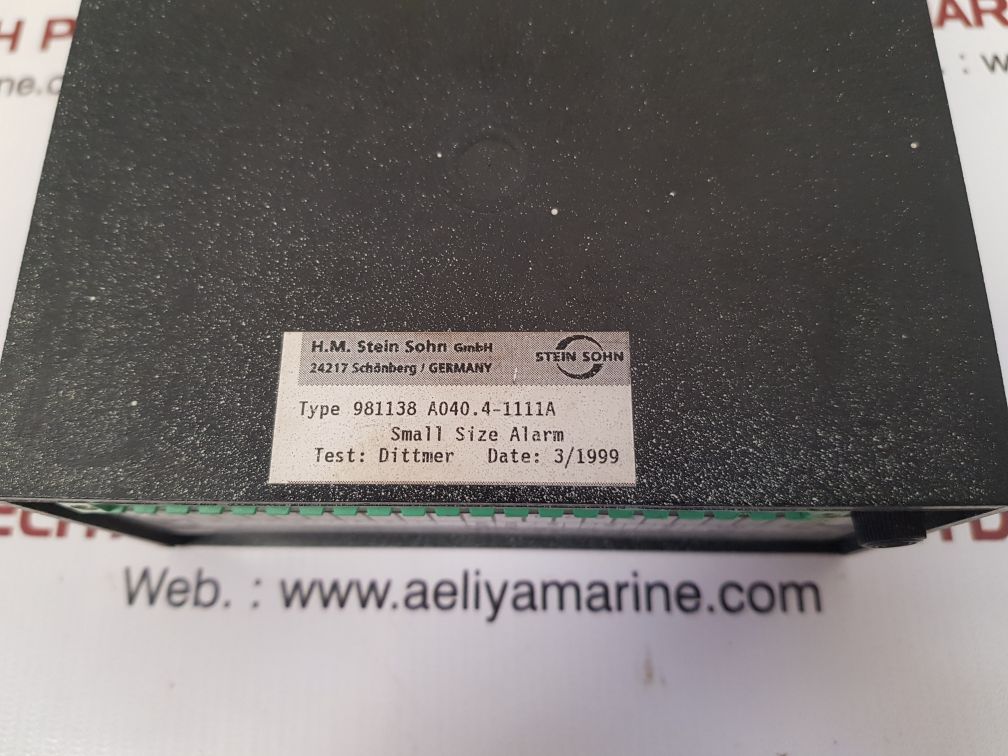 H.M. Stein Sohn GmbH
24217 Schönberg / GERMANY
STEIN SOHN
Type 981138 A040.4-1111A
Small Size Alarm
Test: Dittmer Date: 3/1999
Web. : www.aeliyamarine.com